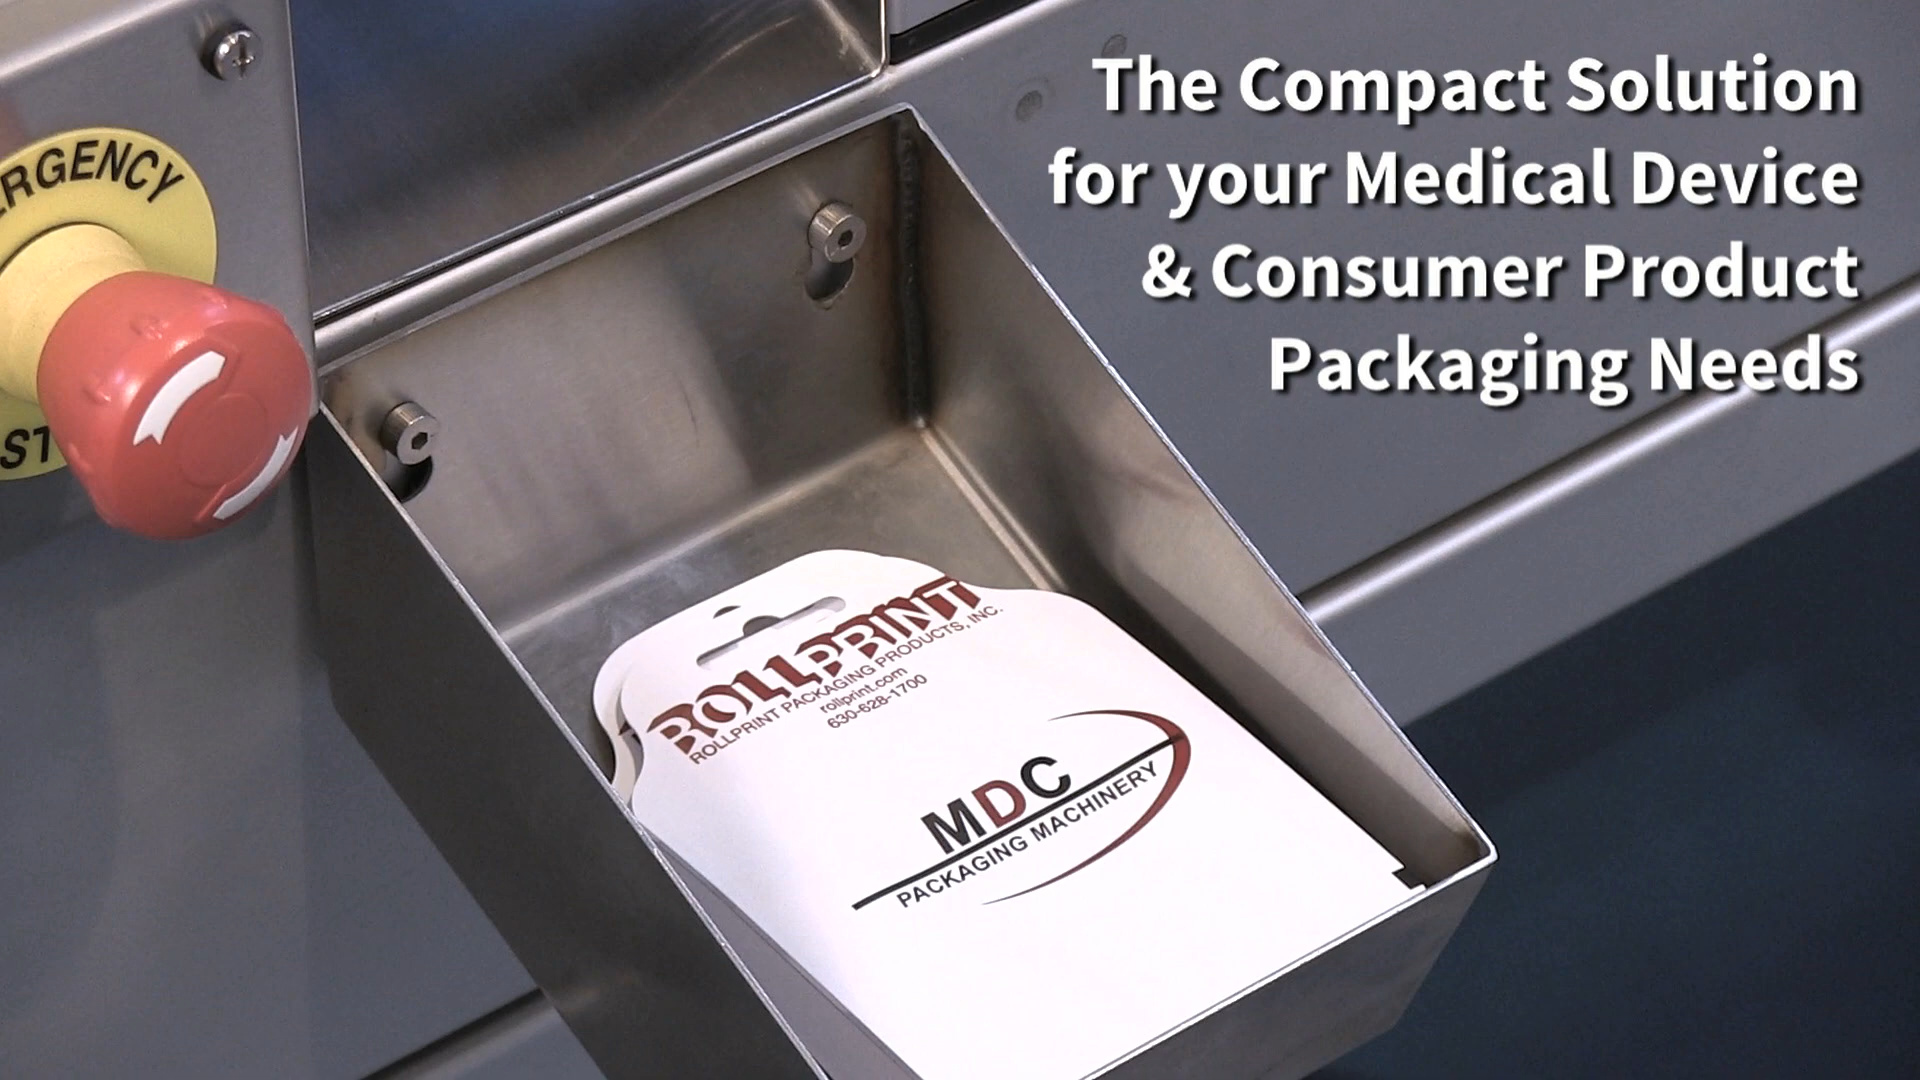 The Compact Solution
for your Medical Device
& Consumer Product
Packaging Needs
RGENCY
ST
ROLLPRINT
ROLLPRINT PACKAGING PRODUCTS, INC.
rollprint.com
630-628-1700
MDC
PACKAGING MACHINERY